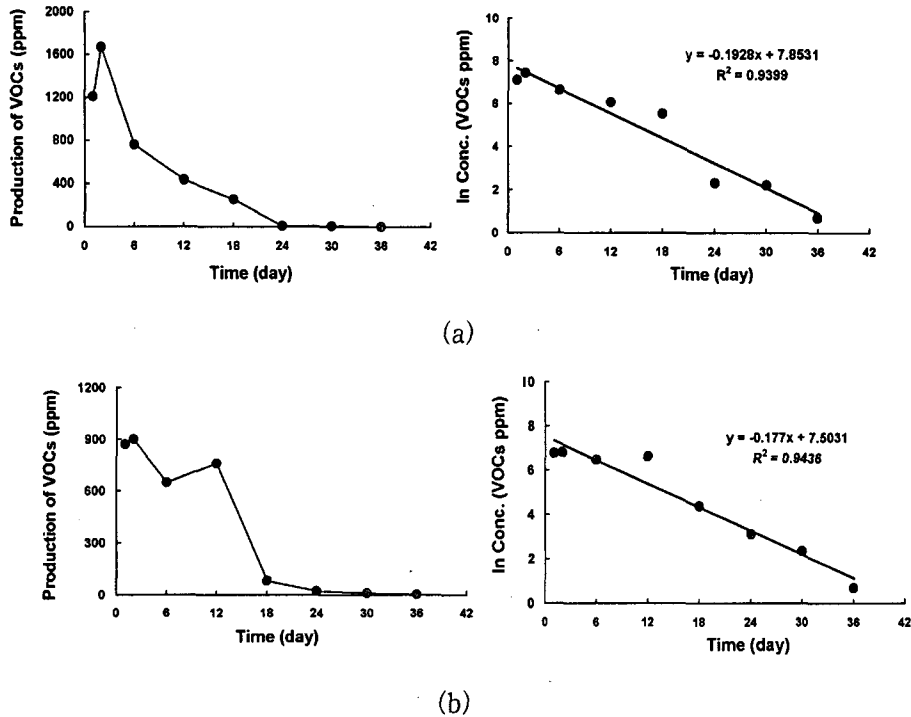 Production of VOCs (ppm)
2000
1600
1200
800
400
0
0 6 12 18 24 30 36 42
Time (day)
ln Conc. (VOCs ppm)
10
8
6
4
2
0
y = -0.1928x + 7.8531
R² = 0.9399
0 6 12 18 24 30 36 42
Time (day)
(a)
Production of VOCs (ppm)
1200
900
600
300
0
0 6 12 18 24 30 36 42
Time (day)
ln Conc. (VOCs ppm)
10
8
6
4
2
0
y = -0.177x + 7.5031
R² = 0.9436
0 6 12 18 24 30 36 42
Time (day)
(b)